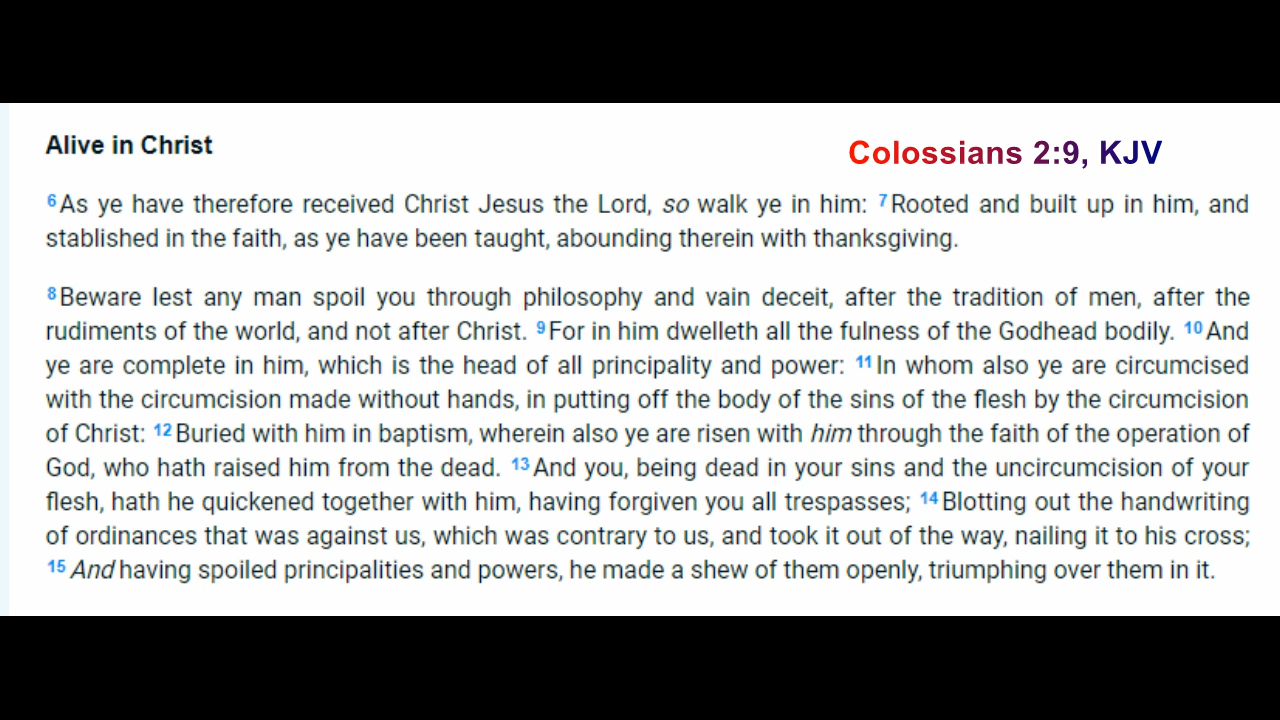 Alive in Christ
Colossians 2:9, KJV
6 As ye have therefore received Christ Jesus the Lord, so walk ye in him: 7 Rooted and built up in him, and
stablished in the faith, as ye have been taught, abounding therein with thanksgiving.
8 Beware lest any man spoil you through philosophy and vain deceit, after the tradition of men, after the
rudiments of the world, and not after Christ. 9 For in him dwelleth all the fulness of the Godhead bodily. 10 And
ye are complete in him, which is the head of all principality and power: 11 In whom also ye are circumcised
with the circumcision made without hands, in putting off the body of the sins of the flesh by the circumcision
of Christ: 12 Buried with him in baptism, wherein also ye are risen with him through the faith of the operation of
God, who hath raised him from the dead. 13 And you, being dead in your sins and the uncircumcision of your
flesh, hath he quickened together with him, having forgiven you all trespasses; 14 Blotting out the handwriting
of ordinances that was against us, which was contrary to us, and took it out of the way, nailing it to his cross;
15 And having spoiled principalities and powers, he made a shew of them openly, triumphing over them in it.